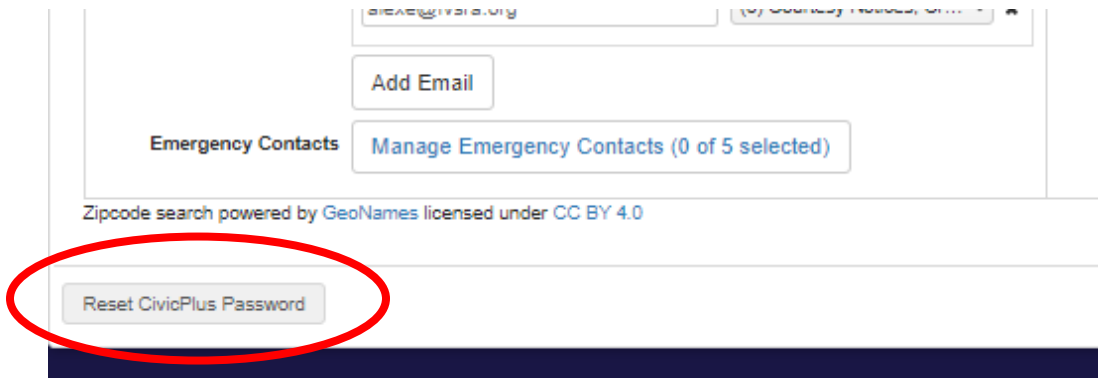 Add Email
Emergency Contacts Manage Emergency Contacts (0 of 5 selected)
Zipcode search powered by GeoNames licensed under CC BY 4.0
Reset CivicPlus Password